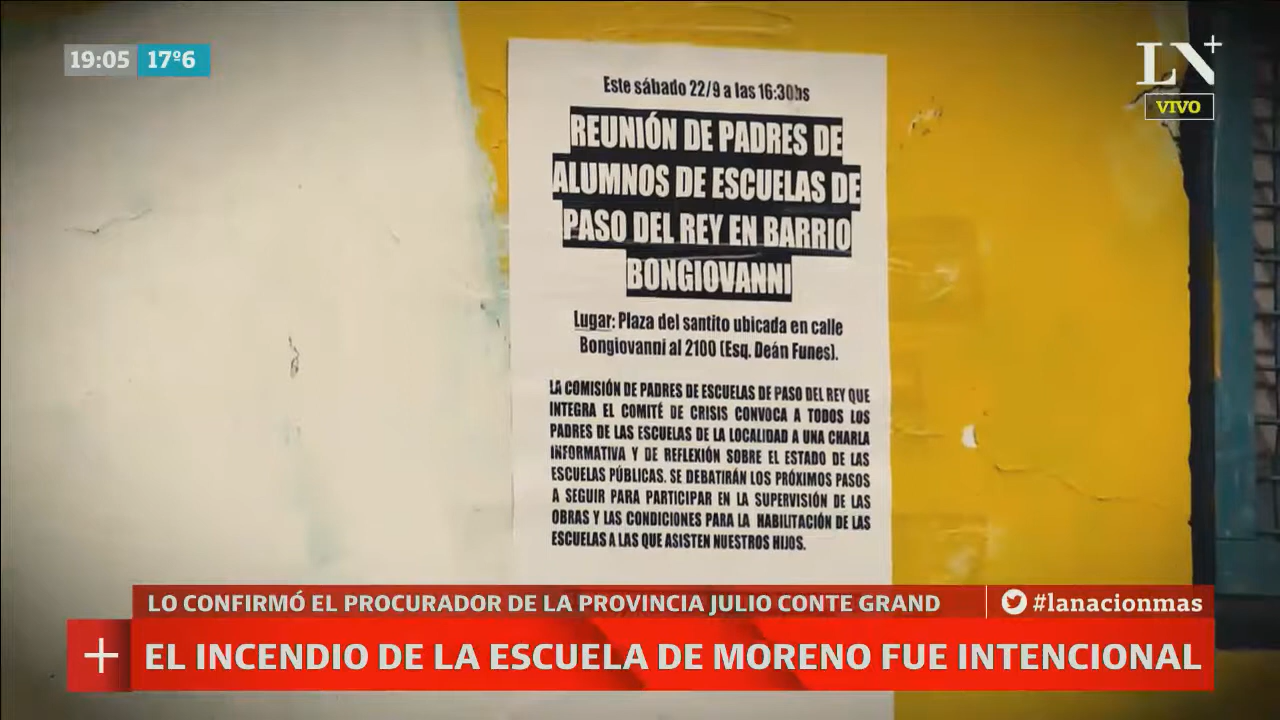 19:05 17º6
LN+
VIVO
Este sábado 22/9 a las 16:30hs
REUNIÓN DE PADRES DE
ALUMNOS DE ESCUELAS DE
PASO DEL REY EN BARRIO
BONGIOVANNI
Lugar: Plaza del santito ubicada en calle
Bongiovanni al 2100 (Esq. Deán Funes).
LA COMISIÓN DE PADRES DE ESCUELAS DE PASO DEL REY QUE
INTEGRA EL COMITÉ DE CRISIS CONVOCA A TODOS LOS
PADRES DE LAS ESCUELAS DE LA LOCALIDAD A UNA CHARLA
INFORMATIVA Y DE REFLEXIÓN SOBRE EL ESTADO DE LAS
ESCUELAS PÚBLICAS. SE DEBATIRÁN LOS PRÓXIMOS PASOS
A SEGUIR PARA PARTICIPAR EN LA SUPERVISIÓN DE LAS
OBRAS Y LAS CONDICIONES PARA LA HABILITACIÓN DE LAS
ESCUELAS A LAS QUE ASISTEN NUESTROS HIJOS.
LO CONFIRMÓ EL PROCURADOR DE LA PROVINCIA JULIO CONTE GRAND
#lanacionmas
+ EL INCENDIO DE LA ESCUELA DE MORENO FUE INTENCIONAL